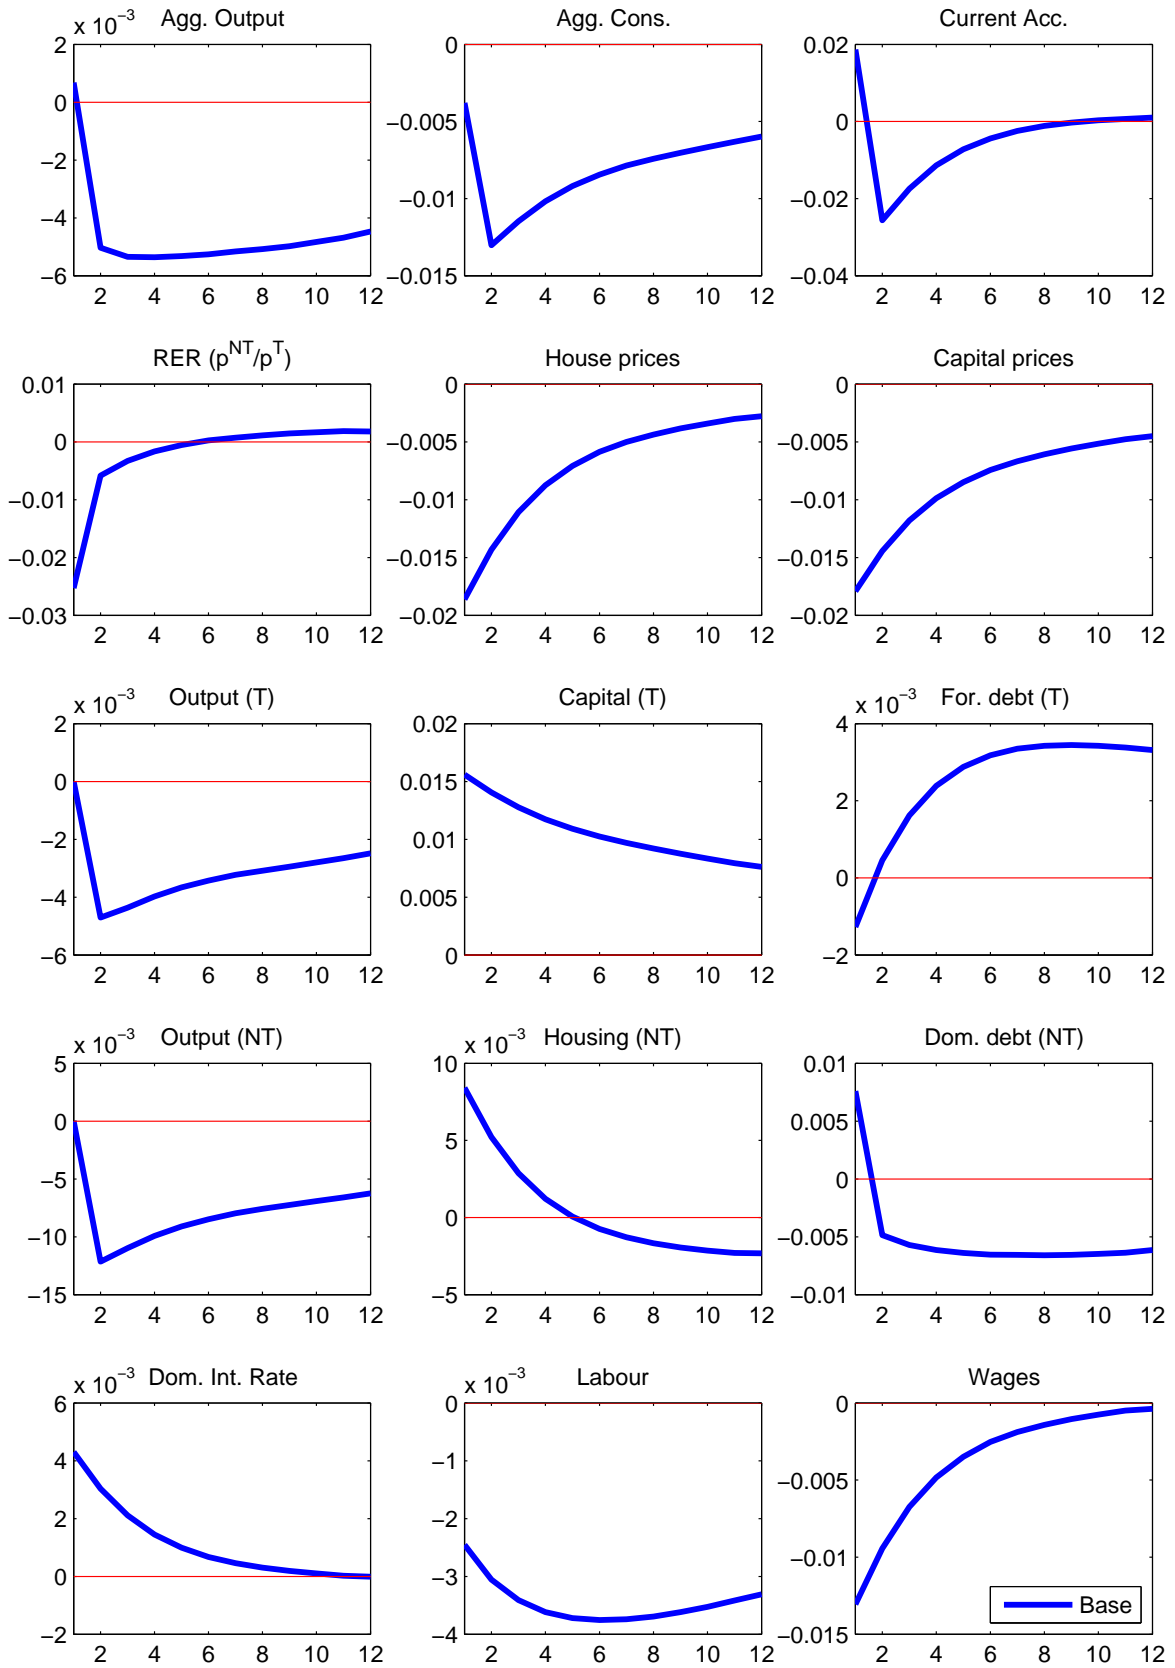 x 10⁻³ Agg. Output
2
0
−2
−4
−6
2 4 6 8 10 12
Agg. Cons.
0
−0.005
−0.01
−0.015
2 4 6 8 10 12
Current Acc.
0.02
0
−0.02
−0.04
2 4 6 8 10 12
RER (p^NT/p^T)
0.01
0
−0.01
−0.02
−0.03
2 4 6 8 10 12
House prices
0
−0.005
−0.01
−0.015
−0.02
2 4 6 8 10 12
Capital prices
0
−0.005
−0.01
−0.015
−0.02
2 4 6 8 10 12
x 10⁻³ Output (T)
2
0
−2
−4
−6
2 4 6 8 10 12
Capital (T)
0.02
0.015
0.01
0.005
0
2 4 6 8 10 12
x 10⁻³ For. debt (T)
4
2
0
−2
2 4 6 8 10 12
x 10⁻³ Output (NT)
5
0
−5
−10
−15
2 4 6 8 10 12
x 10⁻³ Housing (NT)
10
5
0
−5
2 4 6 8 10 12
Dom. debt (NT)
0.01
0.005
0
−0.005
−0.01
2 4 6 8 10 12
x 10⁻³ Dom. Int. Rate
6
4
2
0
−2
2 4 6 8 10 12
x 10⁻³ Labour
0
−1
−2
−3
−4
2 4 6 8 10 12
Wages
0
−0.005
−0.01
−0.015
2 4 6 8 10 12
Base